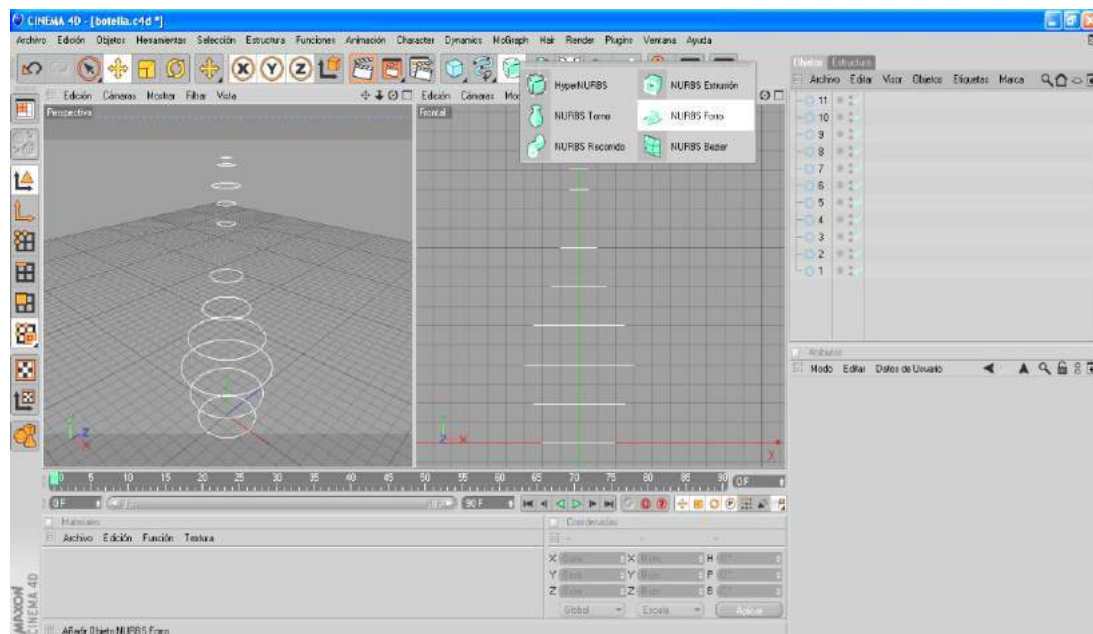 CINEMA 4D - [botella.c4d *]
Archivo Edición Objetos Herramientas Selección Estructura Funciones Animación Character Dynamics MoGraph Hair Render Plugins Ventana Ayuda
Objetos Estructura
Archivo Editar Visor Objetos Etiquetas Marca
Edición Cámaras Mostrar Filtrar Vista
Edición Cámaras
Perspectiva
Frontal
HyperNURBS NURBS Extrusión
NURBS Torno NURBS Forro
NURBS Recorrido NURBS Bezier
11
10
9
8
7
6
5
4
3
2
1
Atributos
Modo Editar Datos de Usuario
Y Z X
Y Z X
X
0 5 10 15 20 25 30 35 40 45 50 55 60 65 70 75 80 85 90 0 F
0 F 90 F
Materiales
Archivo Edición Función Textura
Coordenadas
X X H
Y Y P
Z Z B
Global Escala Aplicar
MAXON
CINEMA 4D
Añadir Objeto NURBS Forro